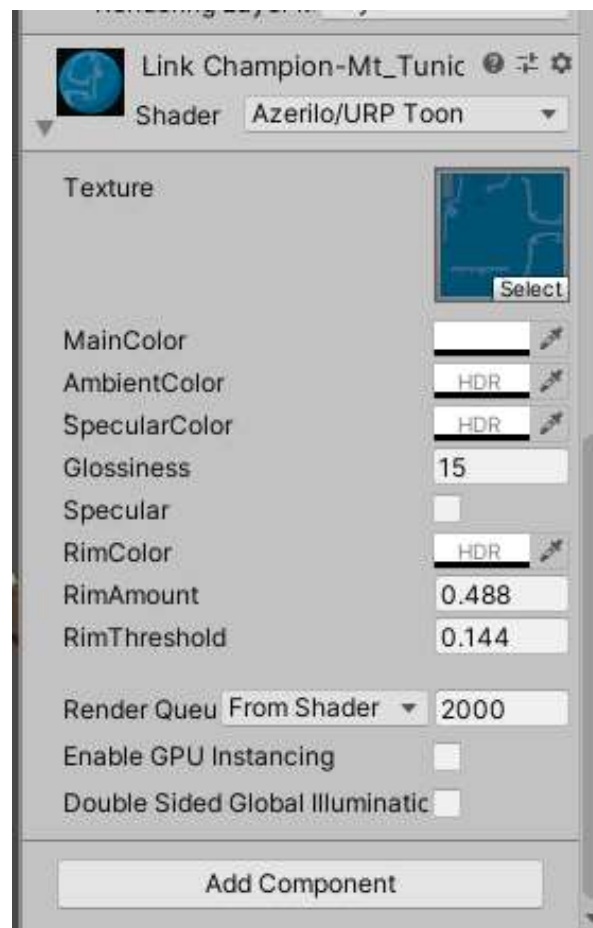 Link Champion-Mt_Tunic
Shader Azerilo/URP Toon
Texture
Select
MainColor
AmbientColor HDR
SpecularColor HDR
Glossiness 15
Specular
RimColor HDR
RimAmount 0.488
RimThreshold 0.144
Render Queu From Shader 2000
Enable GPU Instancing
Double Sided Global Illuminatic
Add Component